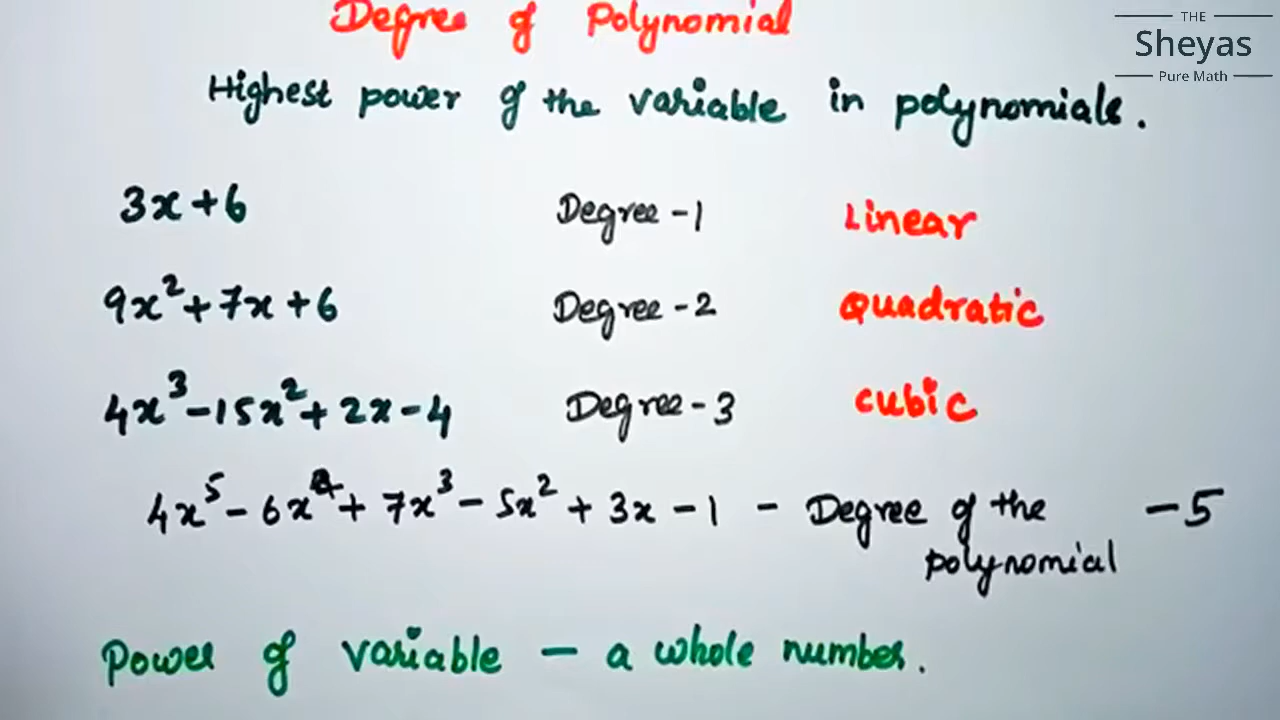 Degree of Polynomial
THE
Sheyas
Pure Math
Highest power of the variable in polynomials.
3x+6 Degree-1 Linear
9x²+7x+6 Degree-2 Quadratic
4x³-15x²+2x-4 Degree-3 cubic
4x⁵-6x⁴+7x³-5x²+3x-1 - Degree of the -5
polynomial
Power of variable - a whole number.